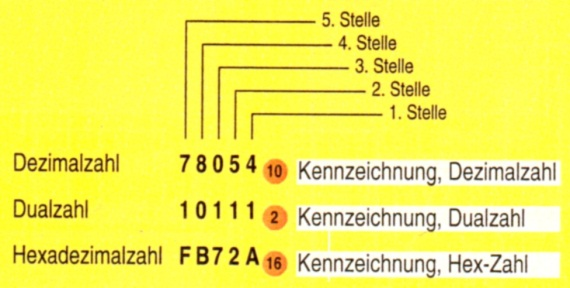 5. Stelle
4. Stelle
3. Stelle
2. Stelle
1. Stelle
Dezimalzahl 78054 10 Kennzeichnung, Dezimalzahl
Dualzahl 10111 2 Kennzeichnung, Dualzahl
Hexadezimalzahl FB72A 16 Kennzeichnung, Hex-Zahl